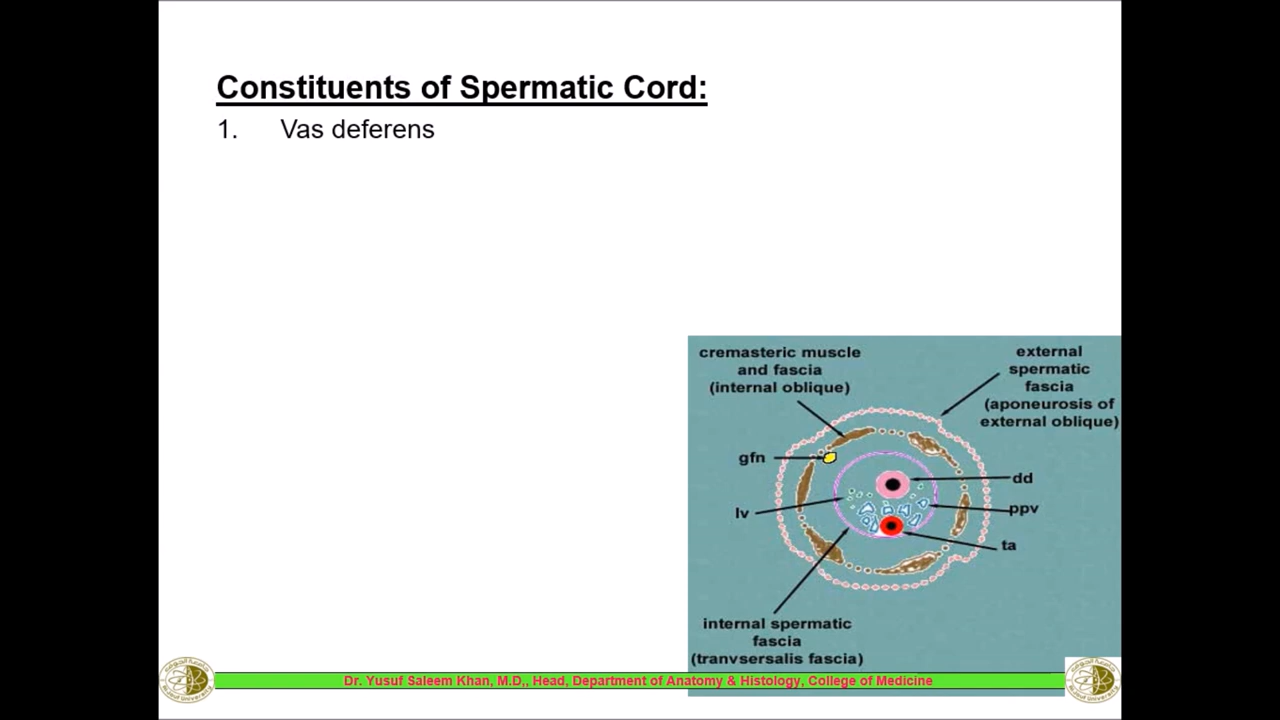 Constituents of Spermatic Cord:
1. Vas deferens
cremasteric muscle
and fascia
(internal oblique)
external
spermatic
fascia
(aponeurosis of
external oblique)
gfn
dd
lv
ppv
ta
internal spermatic
fascia
(tranvsersalis fascia)
Dr. Yusuf Saleem Khan, M.D,, Head, Department of Anatomy & Histology, College of Medicine